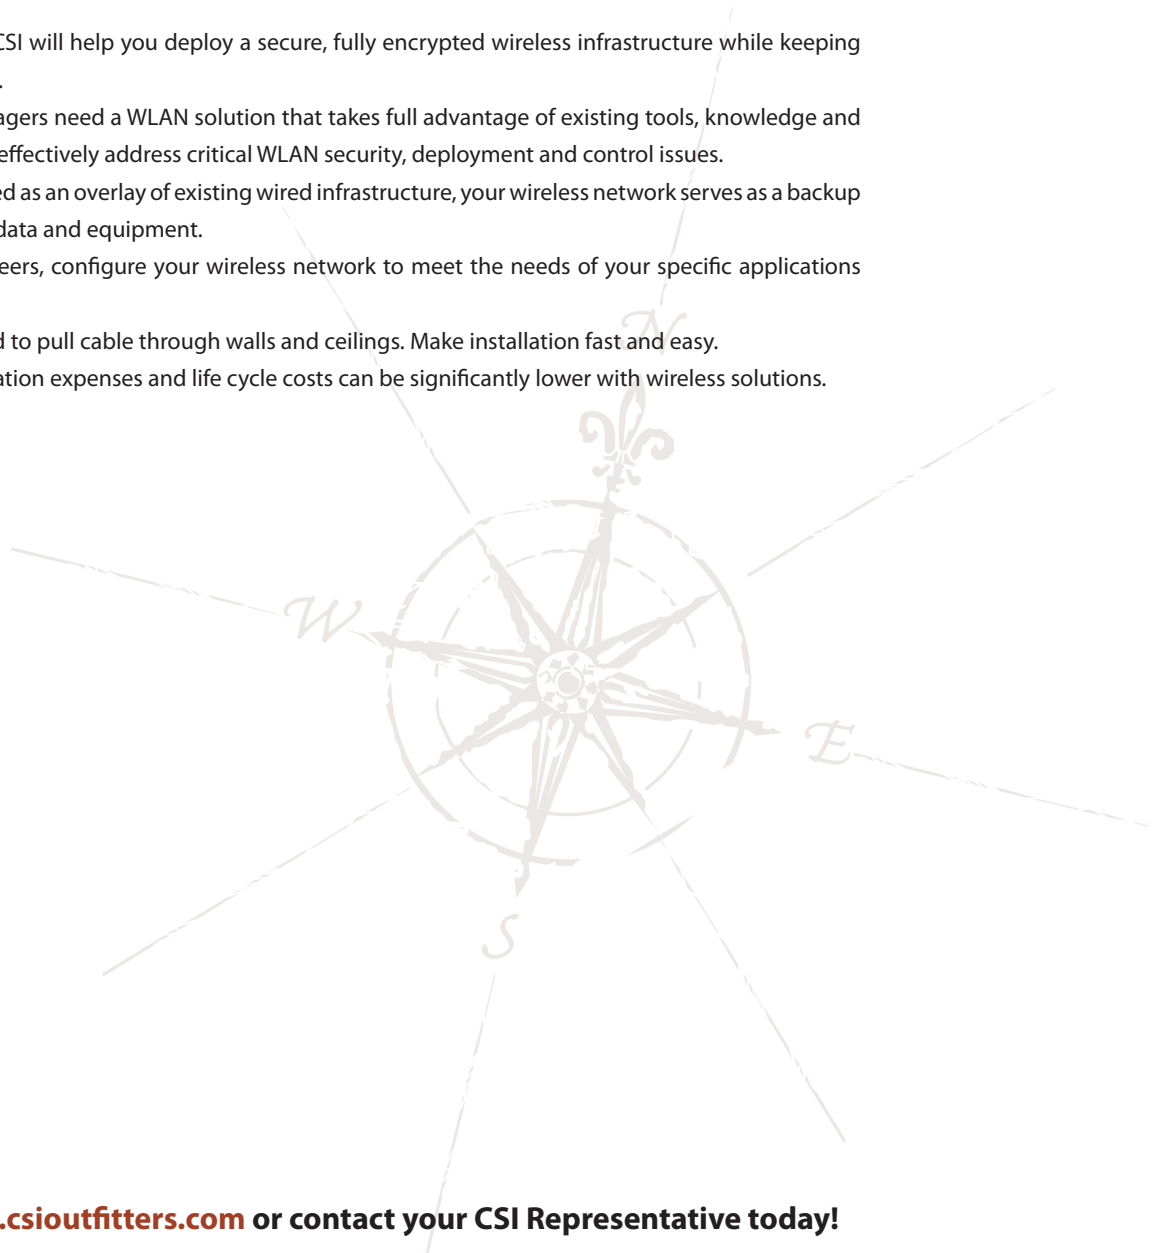 CSI will help you deploy a secure, fully encrypted wireless infrastructure while keeping
.
agers need a WLAN solution that takes full advantage of existing tools, knowledge and
effectively address critical WLAN security, deployment and control issues.
ed as an overlay of existing wired infrastructure, your wireless network serves as a backup
data and equipment.
eers, configure your wireless network to meet the needs of your specific applications
d to pull cable through walls and ceilings. Make installation fast and easy.
ation expenses and life cycle costs can be significantly lower with wireless solutions.
N
W
E
S
.csioutfitters.com or contact your CSI Representative today!